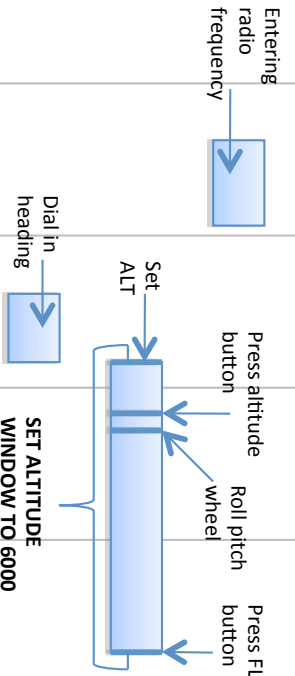 Entering
radio
frequency
Dial in
heading
Set
ALT
Press altitude
button
Roll pitch
wheel
Press FL
button
SET ALTITUDE
WINDOW TO 6000